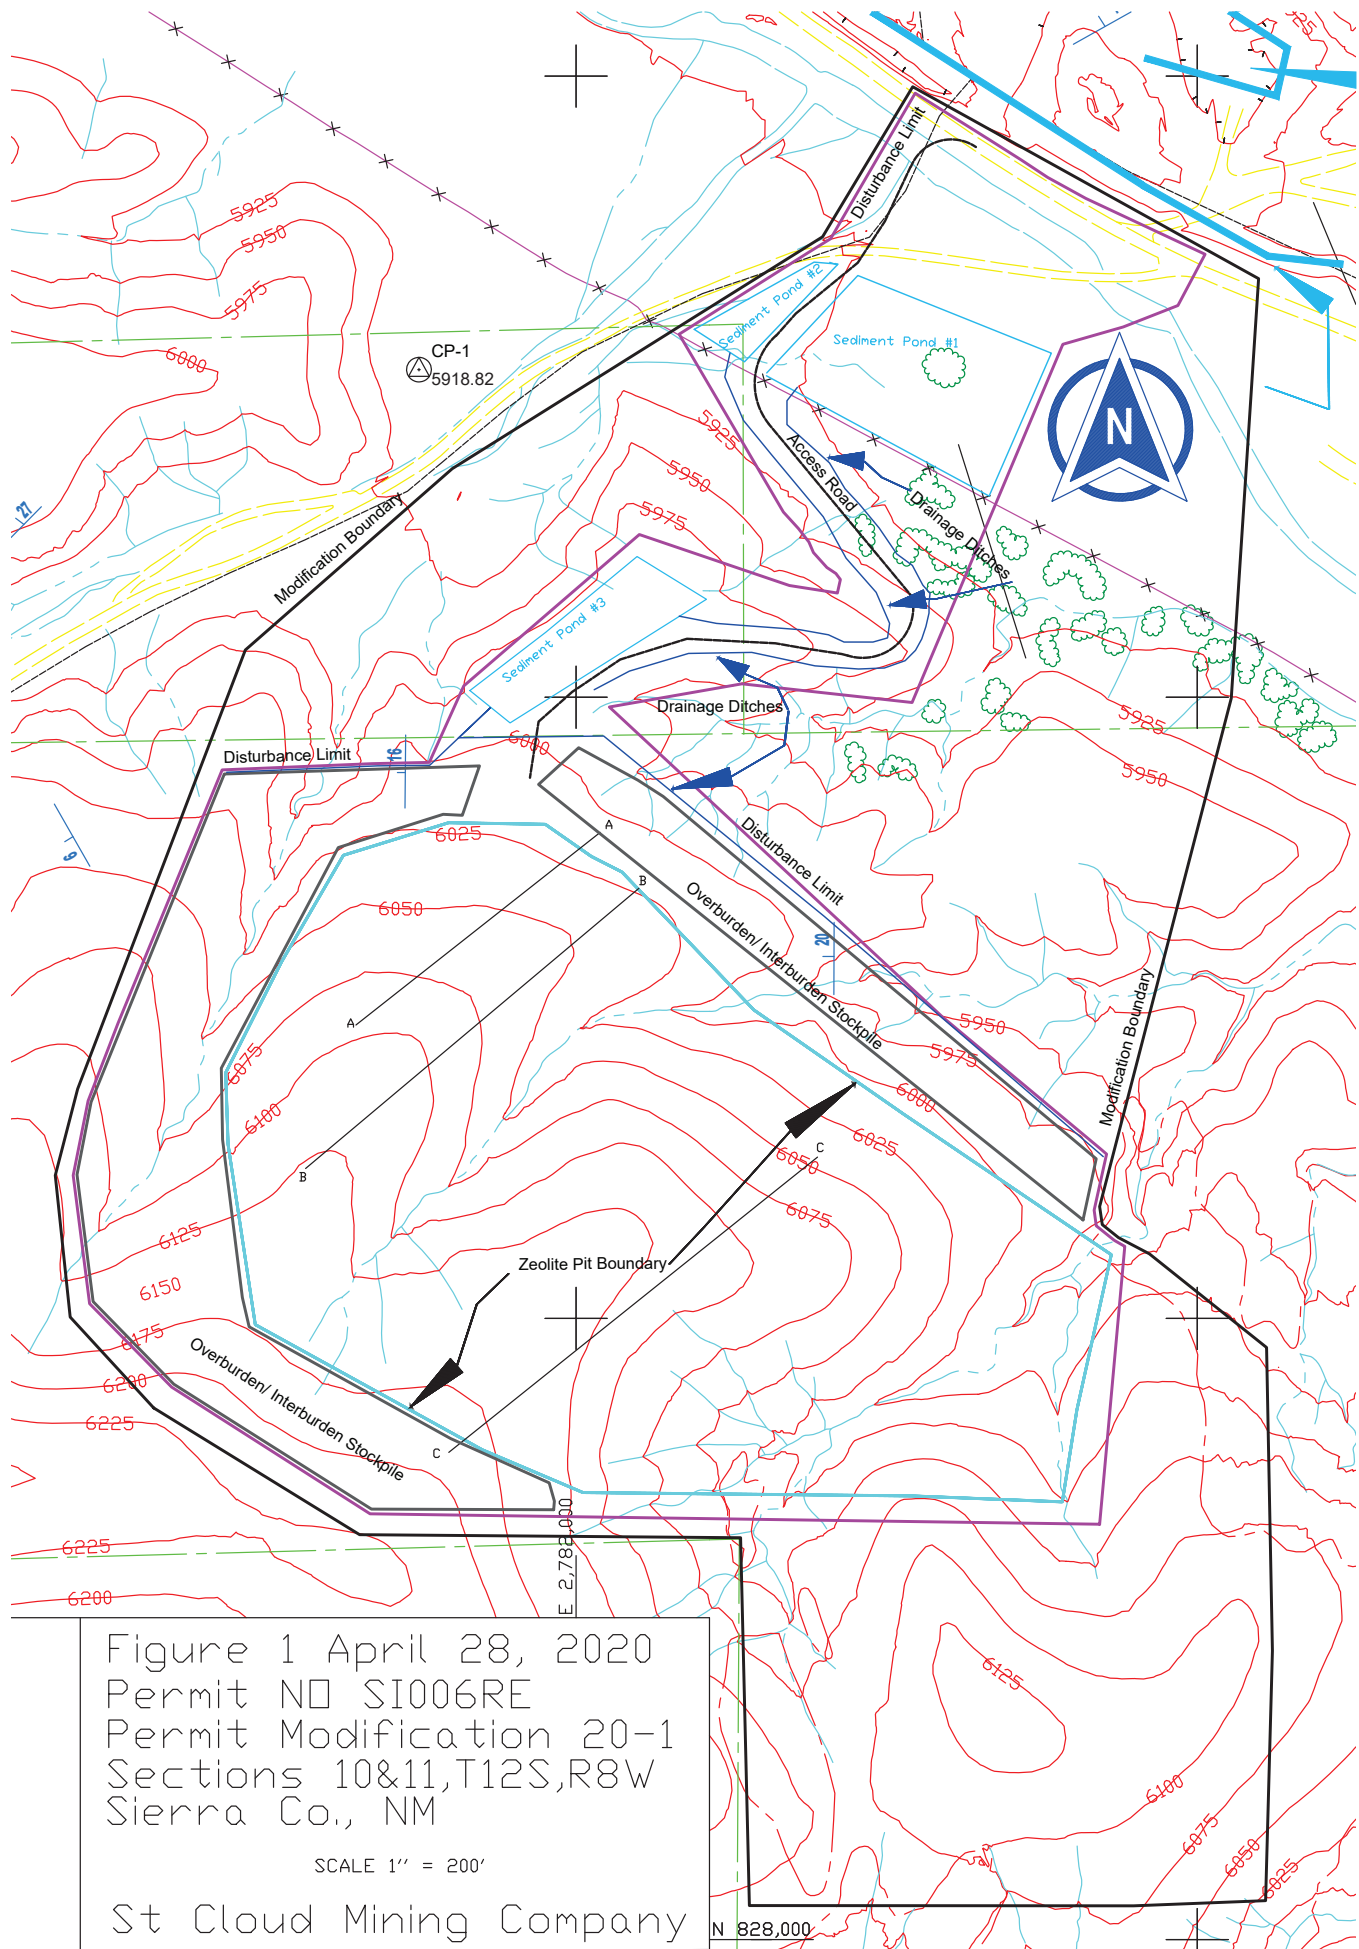 5925
Disturbance Limit
5925
5950
5975
6000
CP-1
5918.82
Sediment Pond #2
Sediment Pond #1
N
5925
5950
5975
Access Road
Drainage Ditches
27
Modification Boundary
Sediment Pond #3
Drainage Ditches
5925
5950
6000
Disturbance Limit
16
6
6025
A
B
Disturbance Limit
6050
Overburden/ Interburden Stockpile
20
5950
5975
Modification Boundary
A
6075
6100
6000
6025
6050
C
B
6075
6125
6150
Zeolite Pit Boundary
6175
6200
6225
Overburden/ Interburden Stockpile
C
E 2,782,000
6225
6200
6125
6100
6075
6050
6025
Figure 1 April 28, 2020
Permit NO SI006RE
Permit Modification 20-1
Sections 10&11,T12S,R8W
Sierra Co., NM
SCALE 1'' = 200'
St Cloud Mining Company
N 828,000